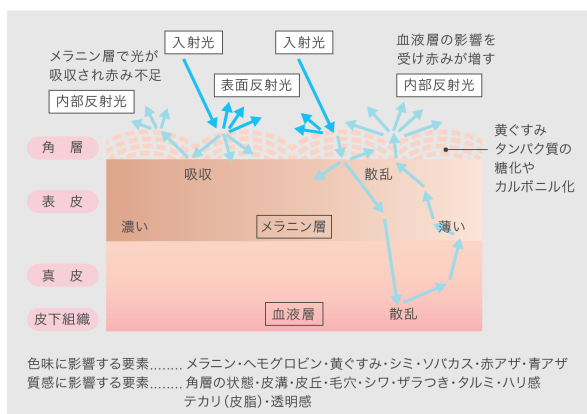 入射光
入射光
メラニン層で光が
吸収され赤み不足
内部反射光
表面反射光
血液層の影響を
受け赤みが増す
内部反射光
角 層
黄ぐすみ
タンパク質の
糖化や
カルボニル化
吸収
散乱
表 皮
濃い
メラニン層
薄い
真 皮
皮下組織
血液層
散乱
色味に影響する要素........ メラニン・ヘモグロビン・黄ぐすみ・シミ・ソバカス・赤アザ・青アザ
質感に影響する要素........ 角層の状態・皮溝・皮丘・毛穴・シワ・ザラつき・タルミ・ハリ感
テカリ(皮脂)・透明感